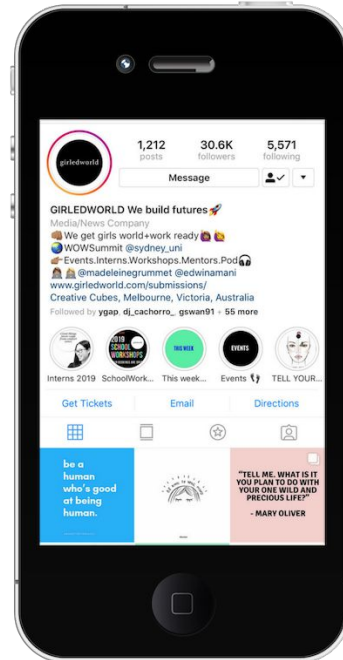 girledworld
1,212 30.6K 5,571
posts followers following
Message
GIRLEDWORLD We build futures🚀
Media/News Company
👊🏽We get girls world+work ready🙆🏾🙋
🌏WOWSummit @sydney_uni
👉🏽Events.Interns.Workshops.Mentors.Pod🎧
@madeleinegrummet @edwinamani
www.girledworld.com/submissions/
Creative Cubes, Melbourne, Victoria, Australia
Followed by ygap, dj_cachorro_, gswan91 + 55 more
2019
SCHOOL
WORKSHOPS
THIS WEEK
EVENTS
Interns 2019 SchoolWork... This week... Events 👣 TELL YOUR...
Get Tickets Email Directions
be a
human
who's good
at being
human.
"TELL ME. WHAT IS IT
YOU PLAN TO DO WITH
YOUR ONE WILD AND
PRECIOUS LIFE?"
- MARY OLIVER